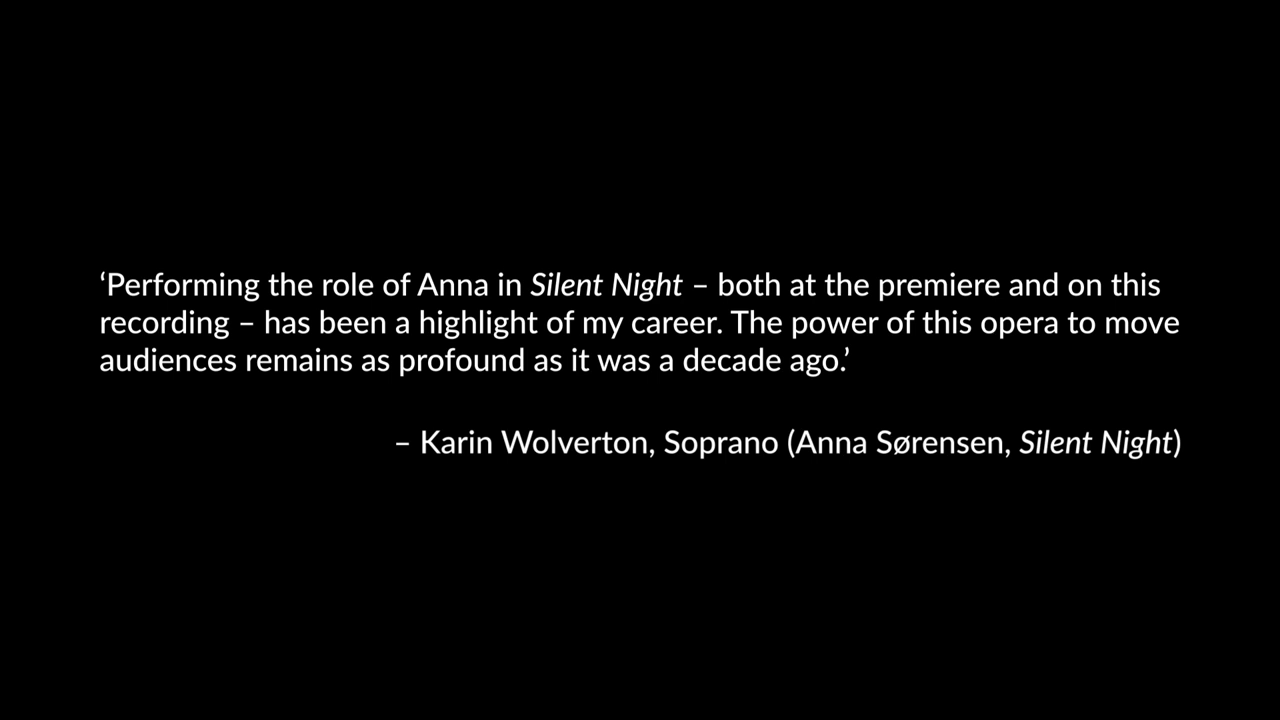 ‘Performing the role of Anna in Silent Night – both at the premiere and on this
recording – has been a highlight of my career. The power of this opera to move
audiences remains as profound as it was a decade ago.’
– Karin Wolverton, Soprano (Anna Sørensen, Silent Night)